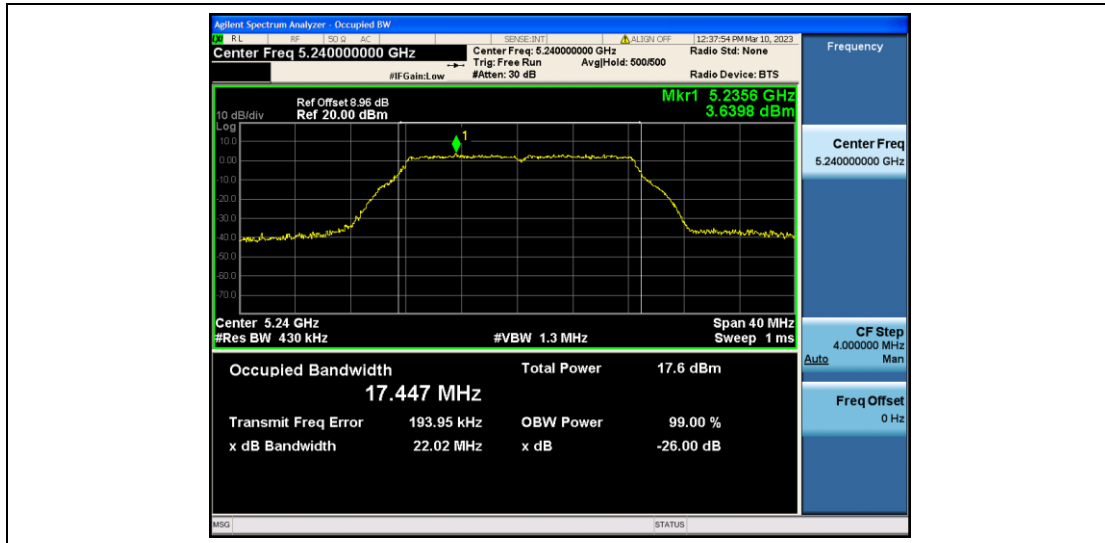 Agilent Spectrum Analyzer - Occupied BW
RL RF 50 Ω AC SENSE:INT ALIGN OFF 12:37:54 PM Mar 10, 2023
Center Freq 5.240000000 GHz
Center Freq: 5.240000000 GHz Radio Std: None
Trig: Free Run Avg|Hold: 500/500
#IFGain:Low #Atten: 30 dB Radio Device: BTS
Frequency
Mkr1 5.2356 GHz
3.6398 dBm
Ref Offset 8.96 dB
10 dB/div Ref 20.00 dBm
Log
10.0
0.00
-10.0
-20.0
-30.0
-40.0
-50.0
-60.0
-70.0
1
Center Freq
5.240000000 GHz
Center 5.24 GHz Span 40 MHz
#Res BW 430 kHz #VBW 1.3 MHz Sweep 1 ms
CF Step
4.000000 MHz
Auto Man
Occupied Bandwidth Total Power 17.6 dBm
17.447 MHz
Transmit Freq Error 193.95 kHz OBW Power 99.00 %
x dB Bandwidth 22.02 MHz x dB -26.00 dB
Freq Offset
0 Hz
MSG STATUS